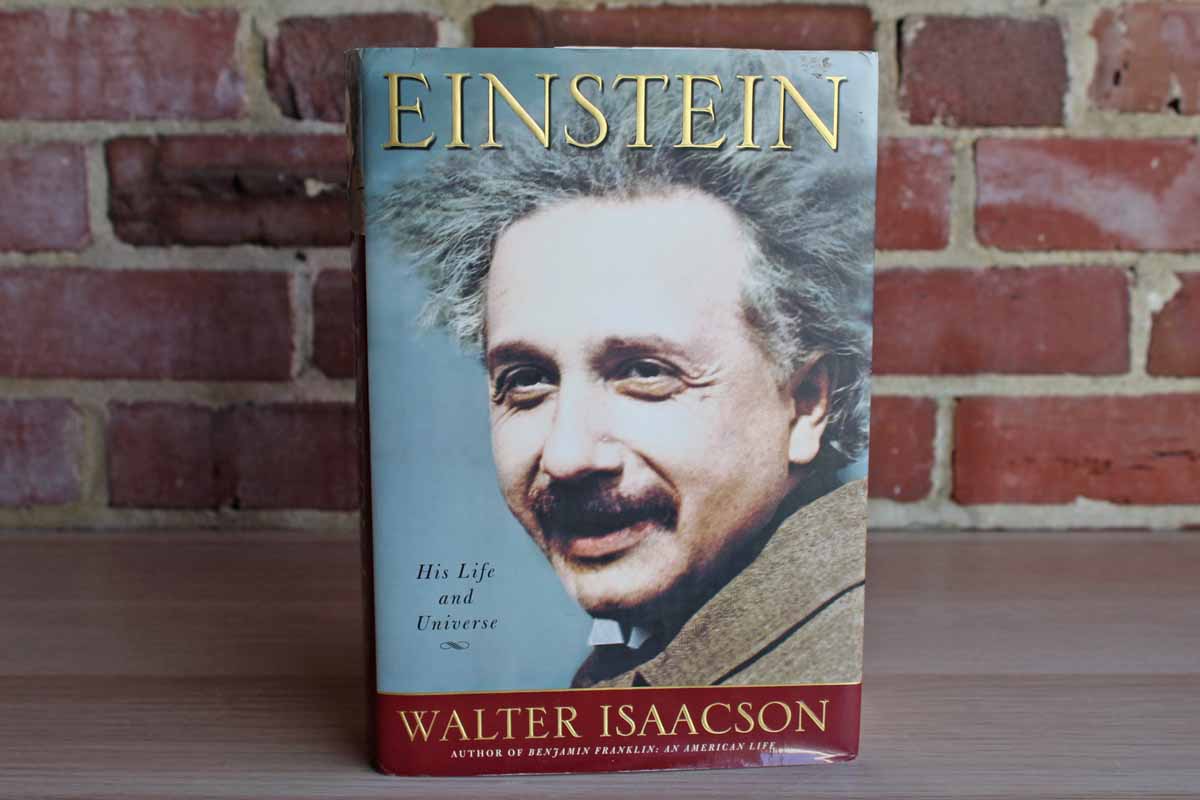 EINSTEIN
His Life
and
Universe
WALTER ISAACSON
AUTHOR OF BENJAMIN FRANKLIN: AN AMERICAN LIFE